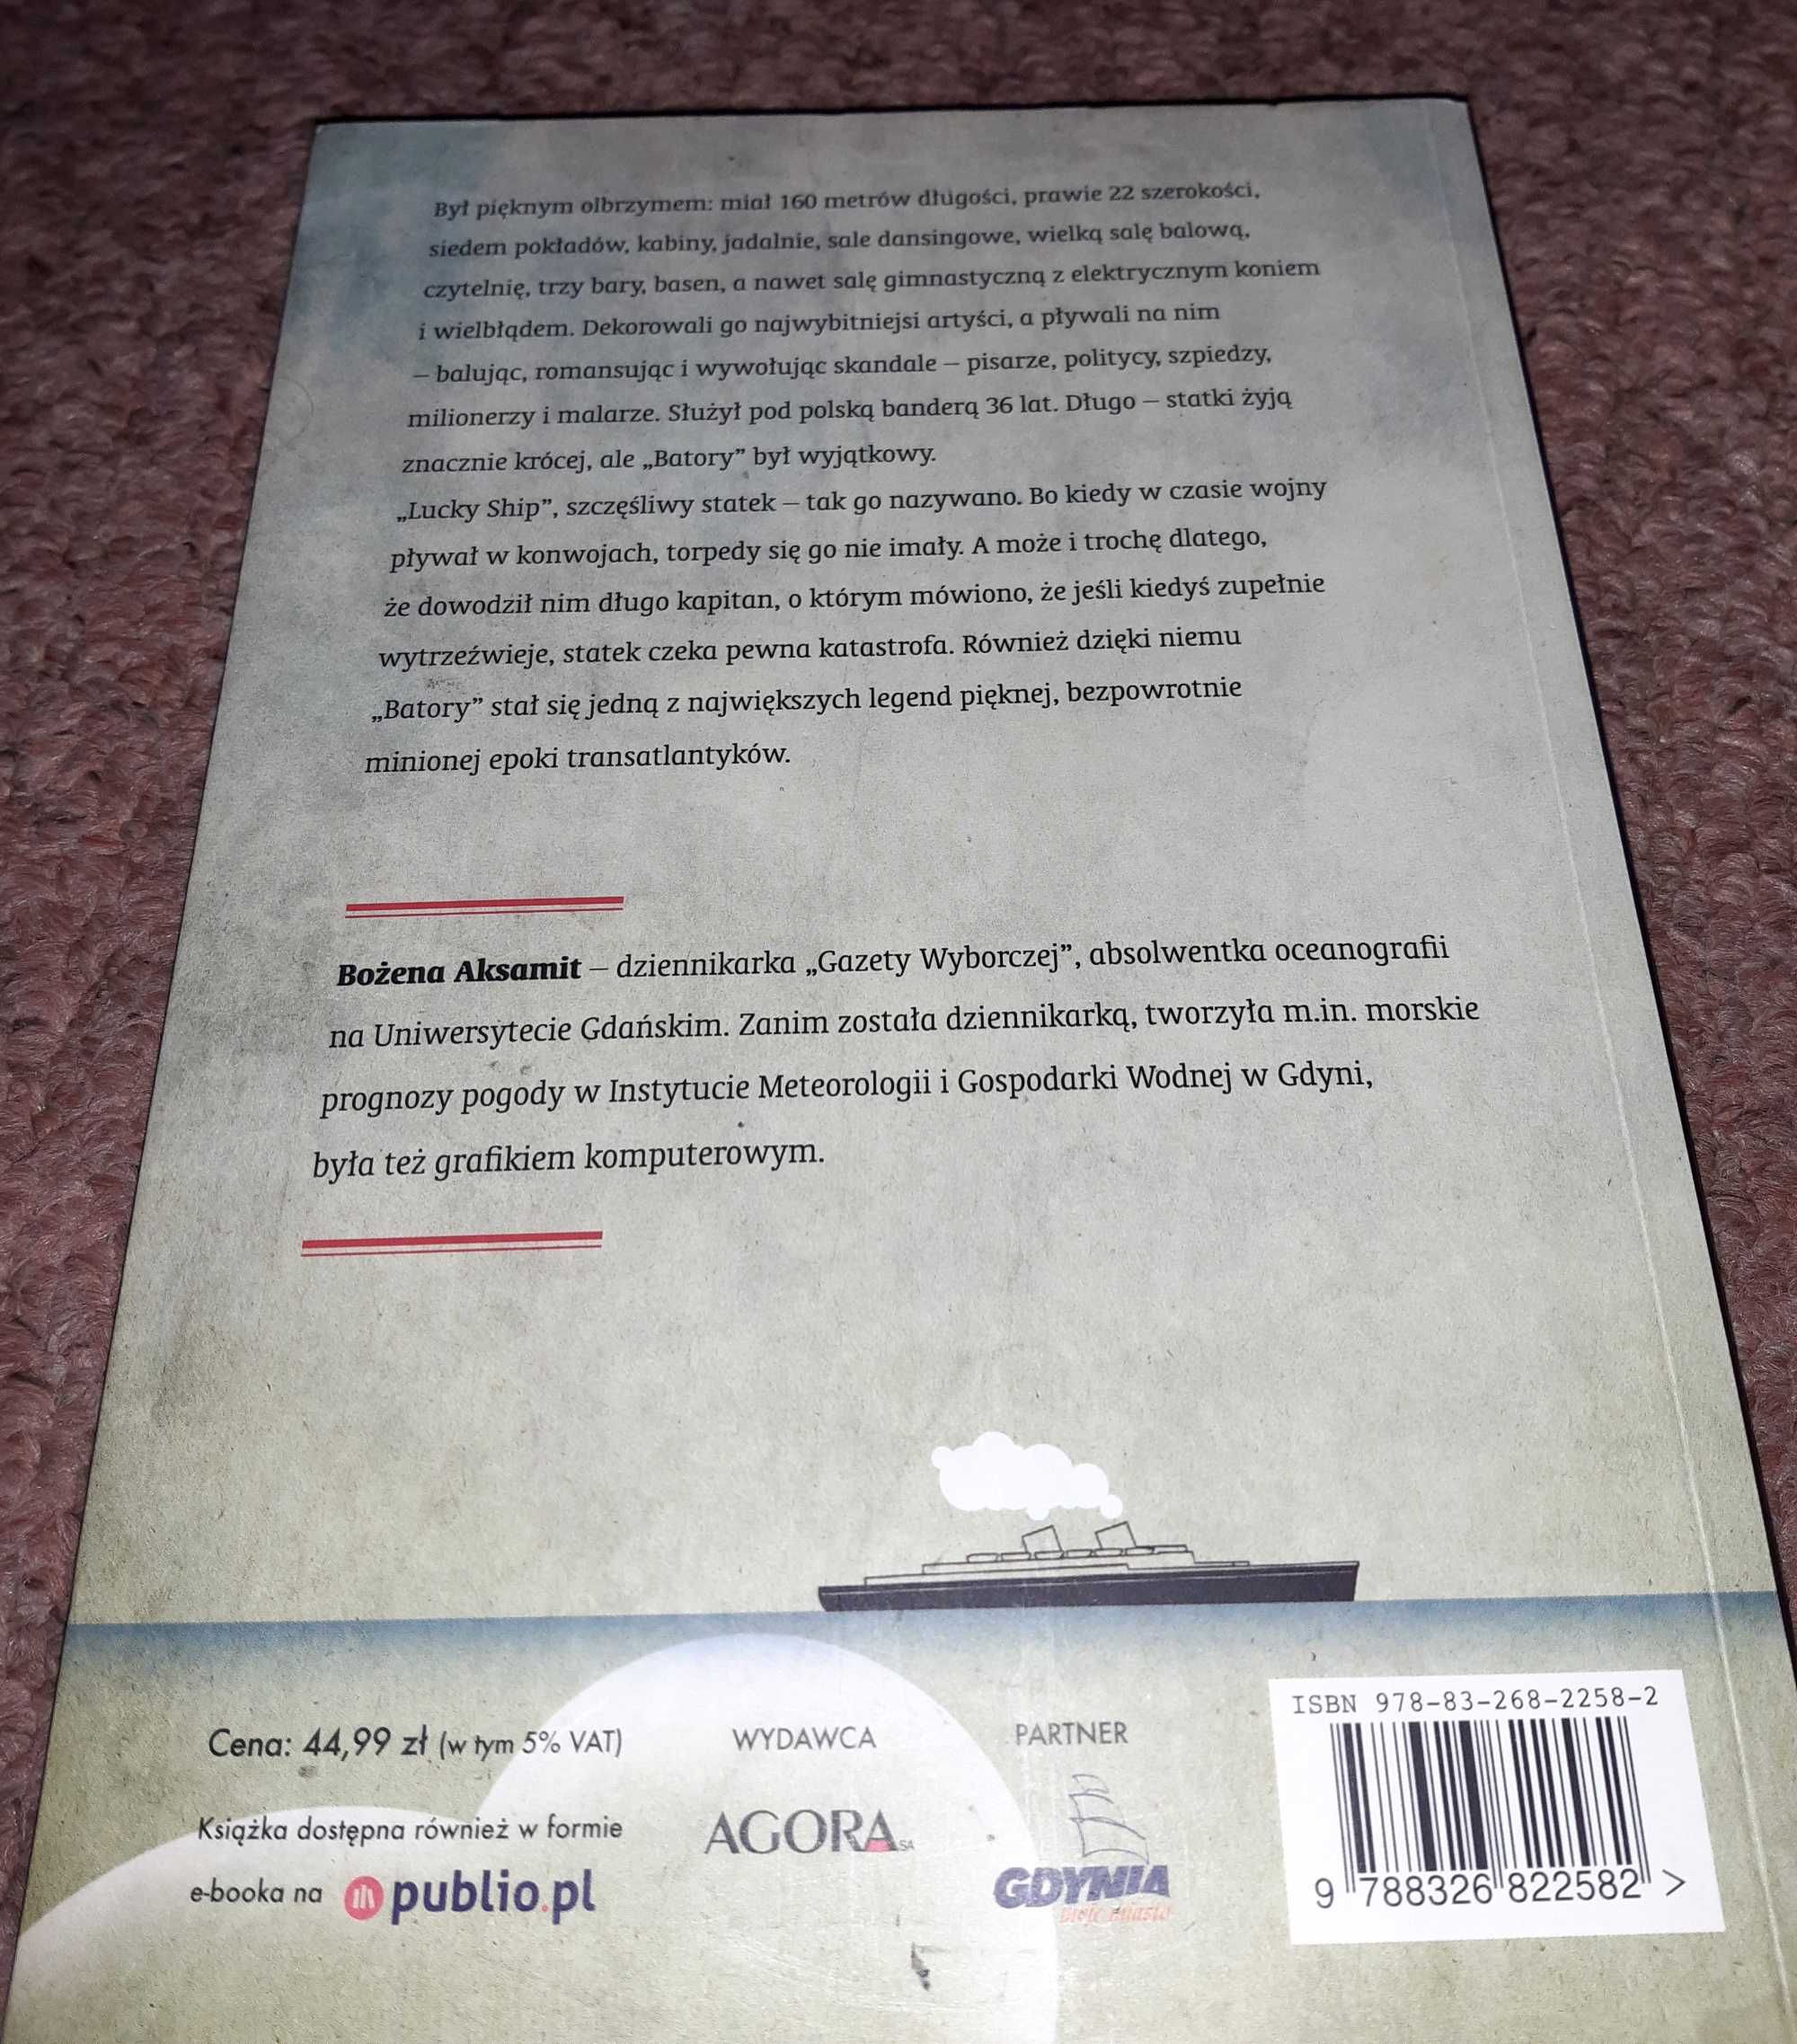 Był pięknym olbrzymem: miał 160 metrów długości, prawie 22 szerokości,
siedem pokładów, kabiny, jadalnie, sale dansingowe, wielką salę balową,
czytelnię, trzy bary, basen, a nawet salę gimnastyczną z elektrycznym koniem
i wielbłądem. Dekorowali go najwybitniejsi artyści, a pływali na nim
– balując, romansując i wywołując skandale – pisarze, politycy, szpiedzy,
milionerzy i malarze. Służył pod polską banderą 36 lat. Długo – statki żyją
znacznie krócej, ale „Batory” był wyjątkowy.
„Lucky Ship”, szczęśliwy statek – tak go nazywano. Bo kiedy w czasie wojny
pływał w konwojach, torpedy się go nie imały. A może i trochę dlatego,
że dowodził nim długo kapitan, o którym mówiono, że jeśli kiedyś zupełnie
wytrzeźwieje, statek czeka pewna katastrofa. Również dzięki niemu
„Batory” stał się jedną z największych legend pięknej, bezpowrotnie
minionej epoki transatlantyków.
Bożena Aksamit – dziennikarka „Gazety Wyborczej”, absolwentka oceanografii
na Uniwersytecie Gdańskim. Zanim została dziennikarką, tworzyła m.in. morskie
prognozy pogody w Instytucie Meteorologii i Gospodarki Wodnej w Gdyni,
była też grafikiem komputerowym.
Cena: 44,99 zł (w tym 5% VAT)
Książka dostępna również w formie
e-booka na publio.pl
WYDAWCA
AGORA SA
PARTNER
GDYNIA
moje miasto
ISBN 978-83-268-2258-2
9 788326 822582 >